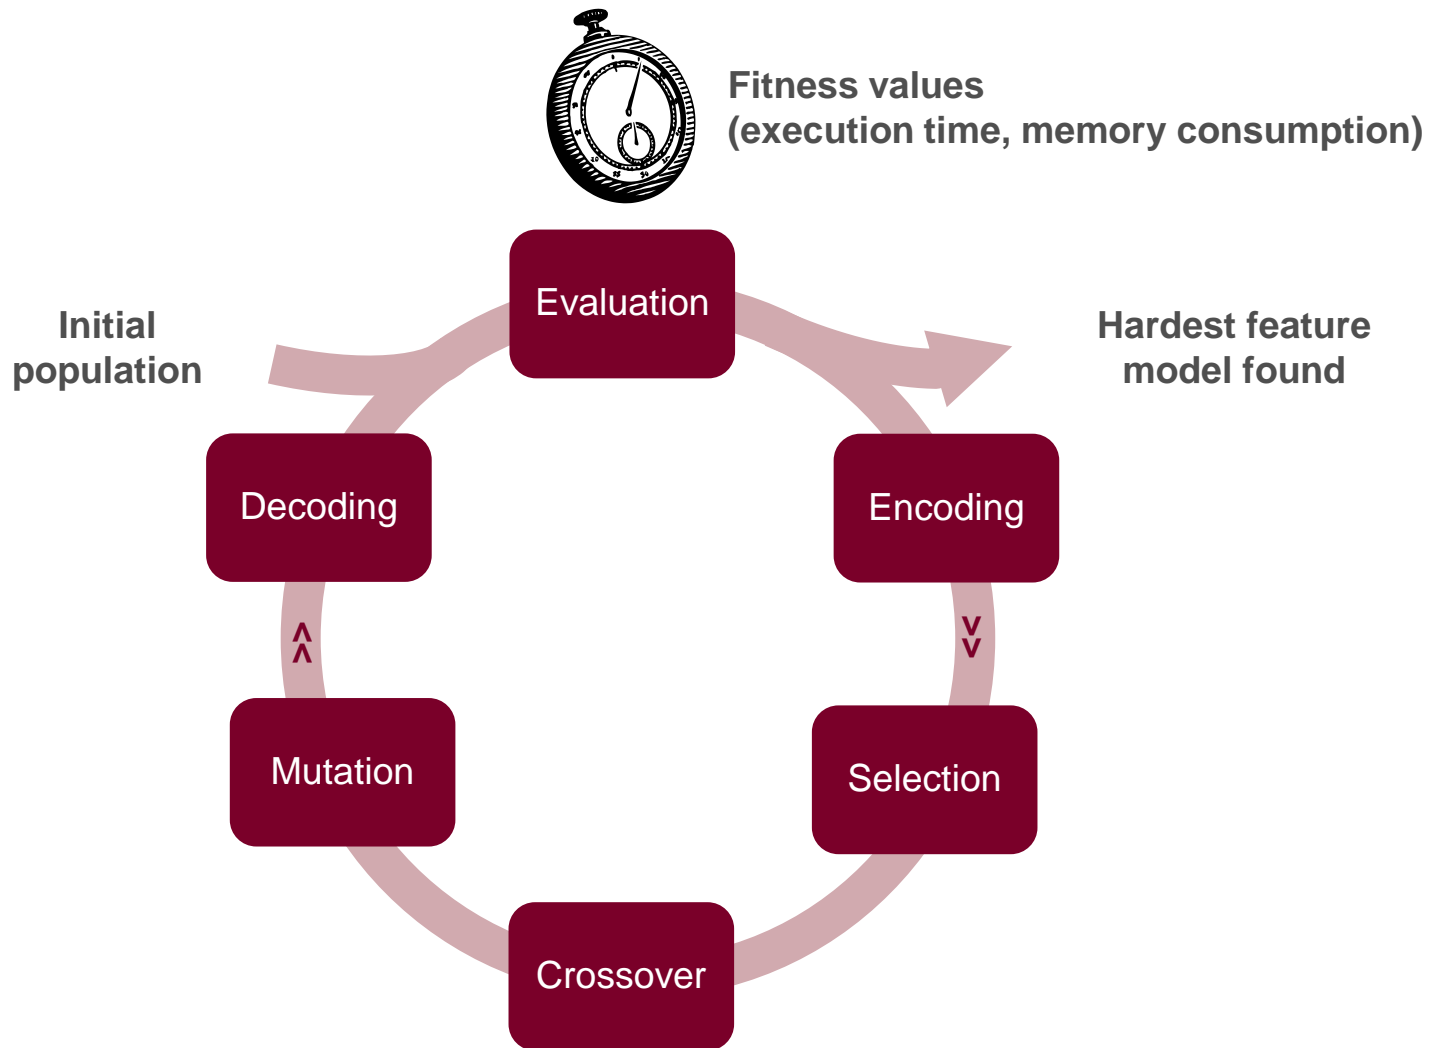 Fitness values
(execution time, memory consumption)
Evaluation
Initial
population
Hardest feature
model found
Decoding
Encoding
>>
>>
Mutation
Selection
Crossover